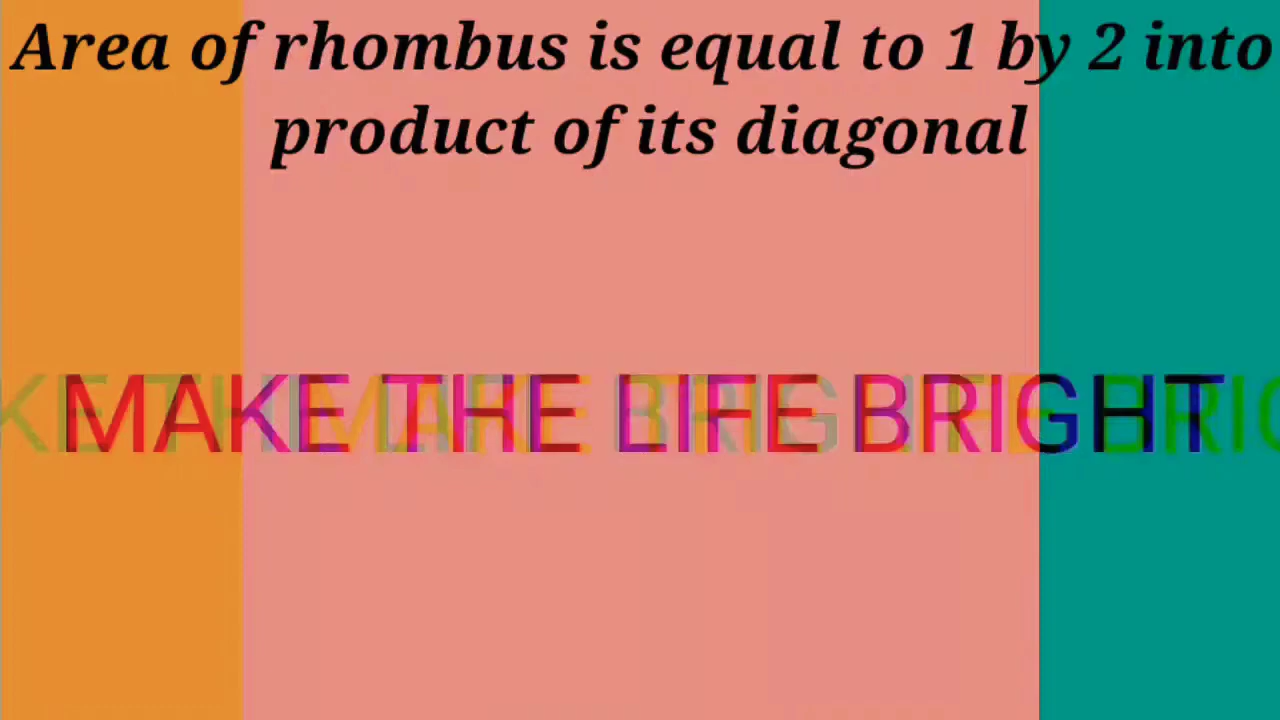 Area of rhombus is equal to 1 by 2 into
product of its diagonal
MAKE THE LIFE BRIGHT